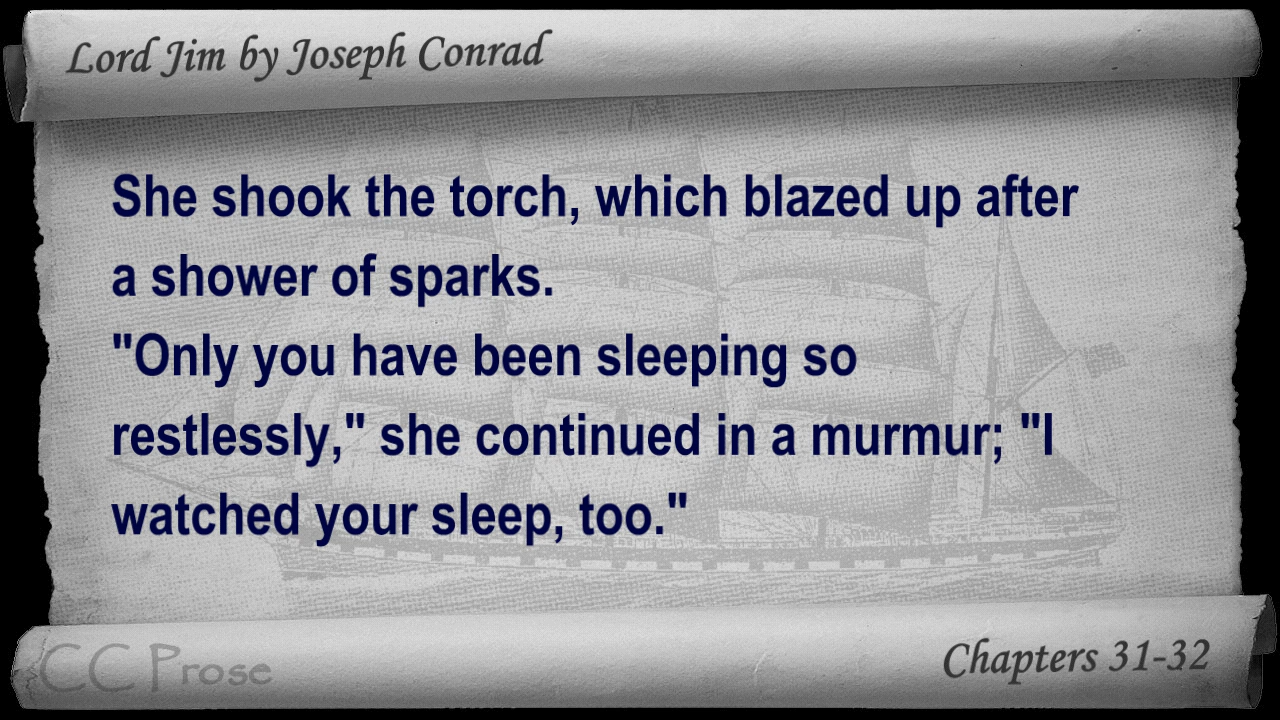 Lord Jim by Joseph Conrad
She shook the torch, which blazed up after
a shower of sparks.
"Only you have been sleeping so
restlessly," she continued in a murmur; "I
watched your sleep, too."
CC Prose
Chapters 31-32